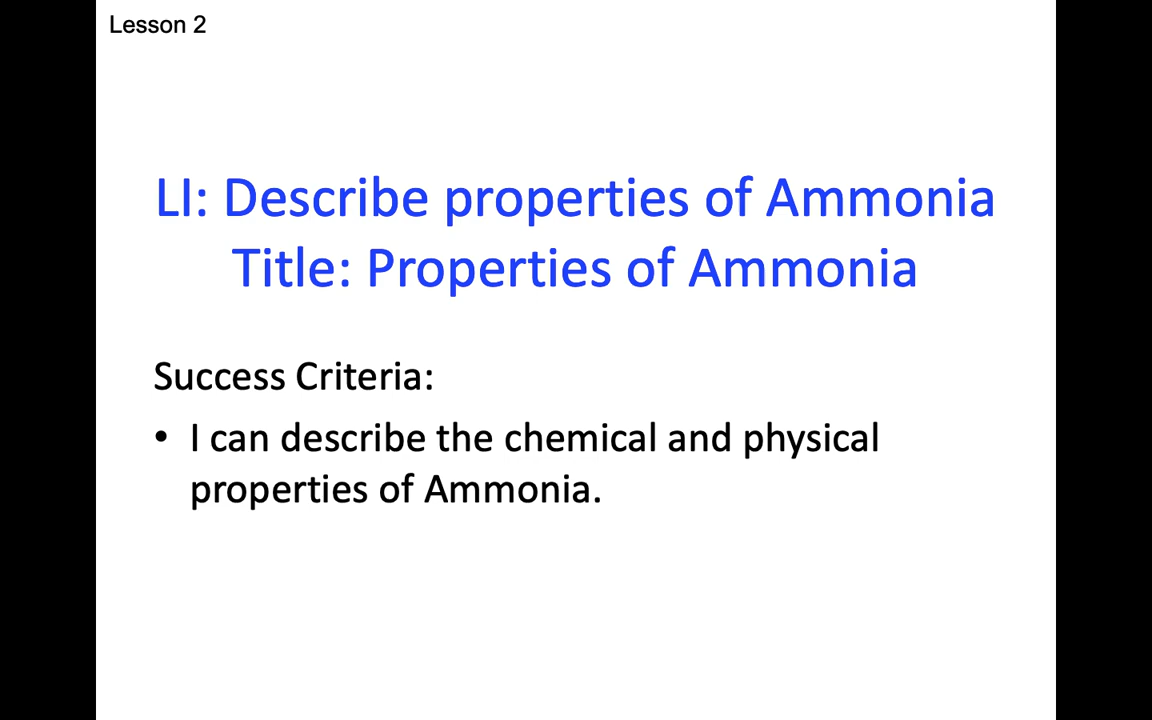 Lesson 2
LI: Describe properties of Ammonia
Title: Properties of Ammonia
Success Criteria:
• I can describe the chemical and physical
properties of Ammonia.